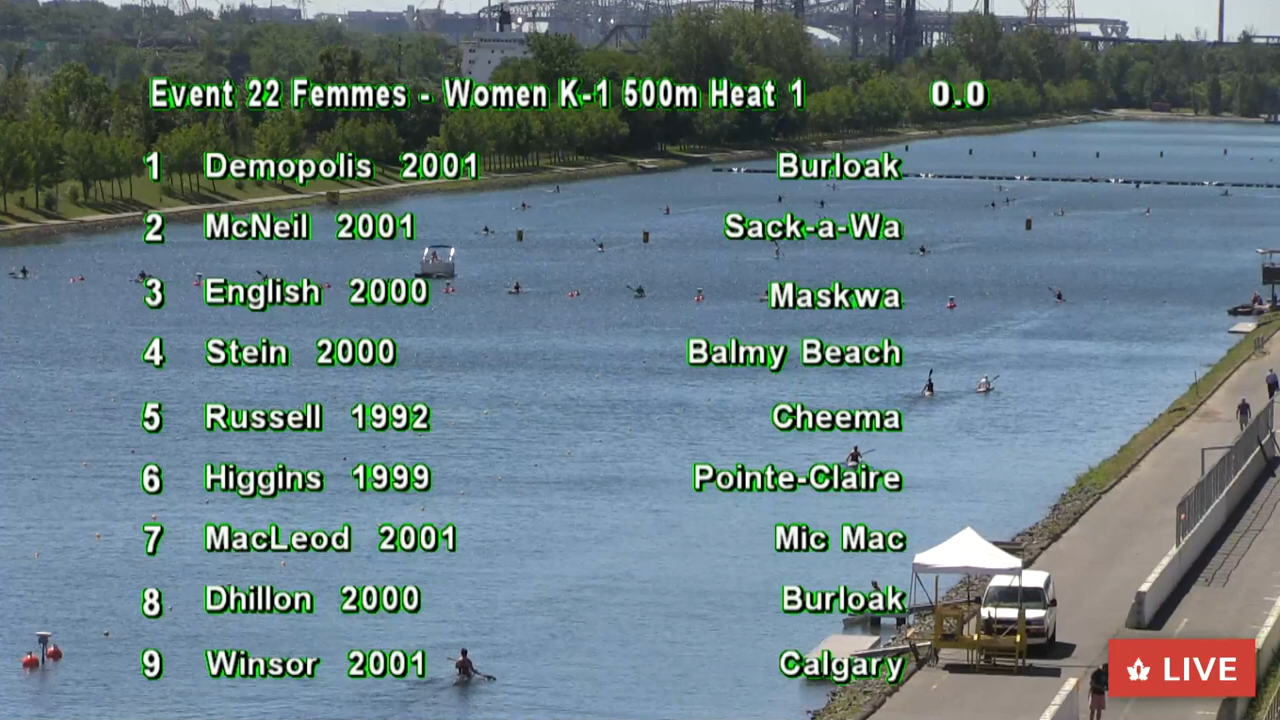 Event 22 Femmes - Women K-1 500m Heat 1 0.0
1 Demopolis 2001 Burloak
2 McNeil 2001 Sack-a-Wa
3 English 2000 Maskwa
4 Stein 2000 Balmy Beach
5 Russell 1992 Cheema
6 Higgins 1999 Pointe-Claire
7 MacLeod 2001 Mic Mac
8 Dhillon 2000 Burloak
9 Winsor 2001 Calgary
LIVE